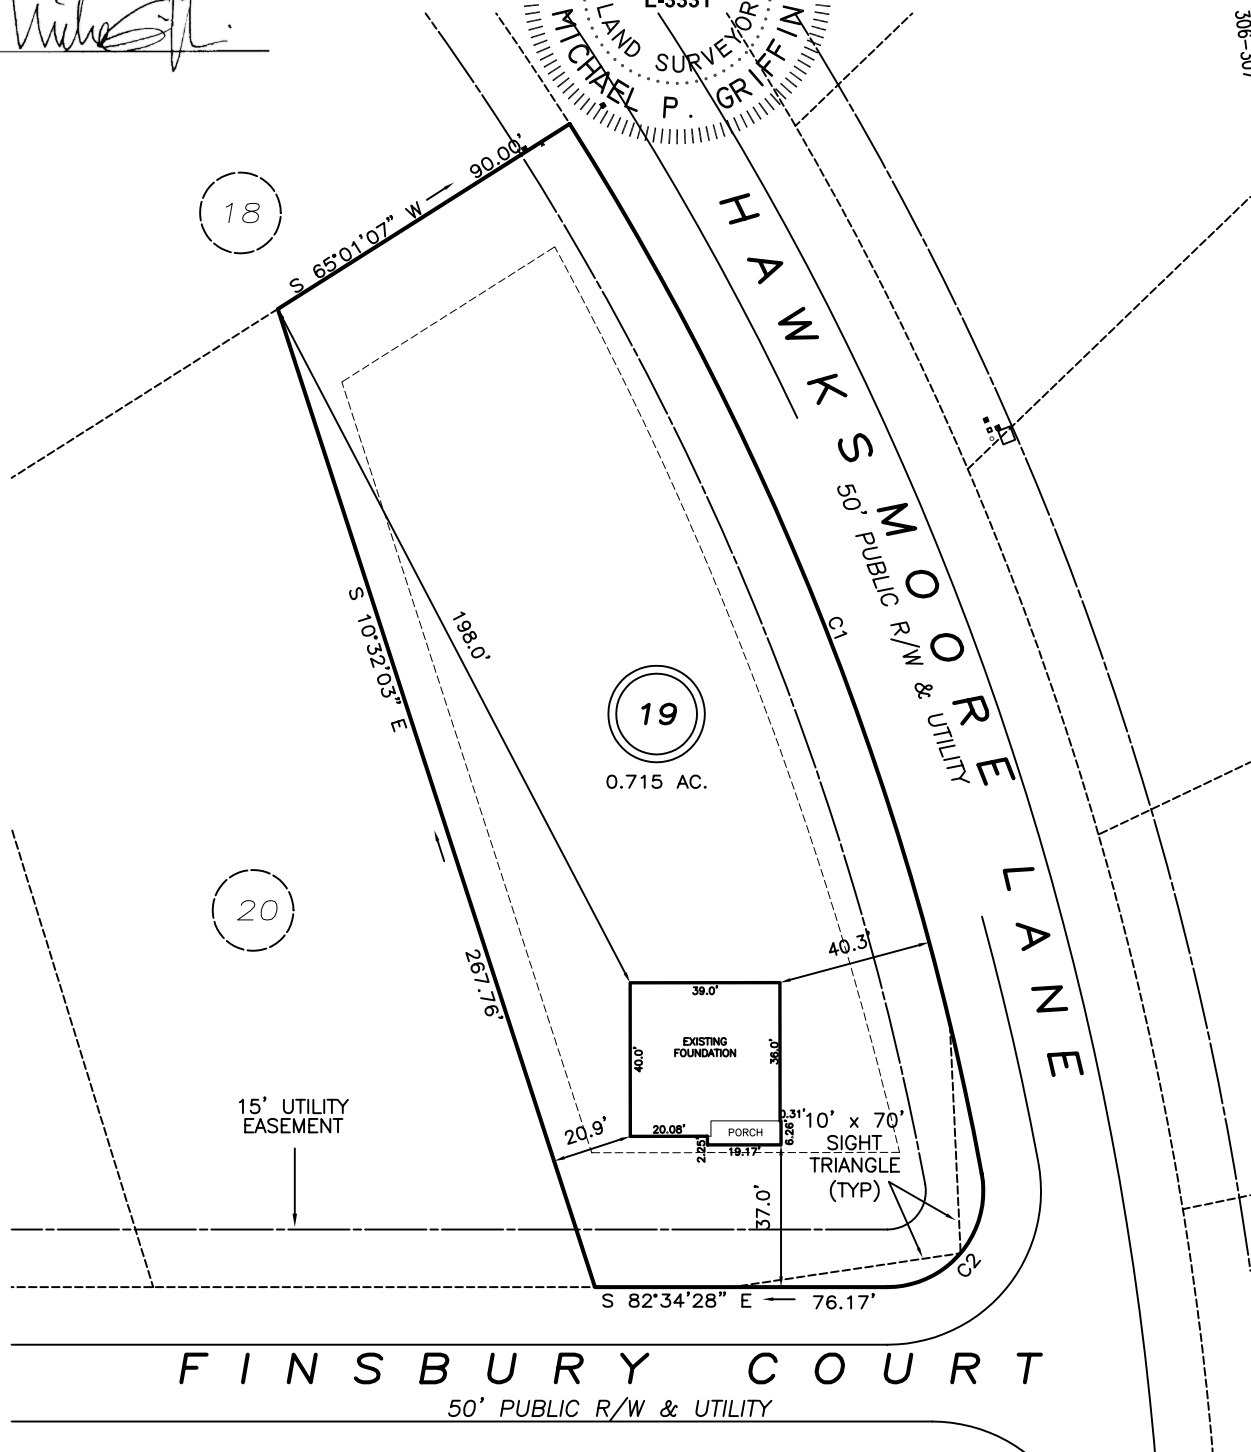 L-3331
LAND SURVEYOR
MICHAEL P. GRIFFIN
306-307
18
S 65°01'07" W
90.00'
HAWKSMOORE LANE
50' PUBLIC R/W & UTILITY
C1
S 10°32'03" E
267.76'
198.0'
19
0.715 AC.
20
40.3'
39.0'
EXISTING
FOUNDATION
40.0'
36.0'
15' UTILITY
EASEMENT
20.9'
20.08'
2.25'
PORCH
19.17'
0.31'
6.26'
10' x 70'
SIGHT
TRIANGLE
(TYP)
37.0'
C2
S 82°34'28" E
76.17'
FINSBURY COURT
50' PUBLIC R/W & UTILITY